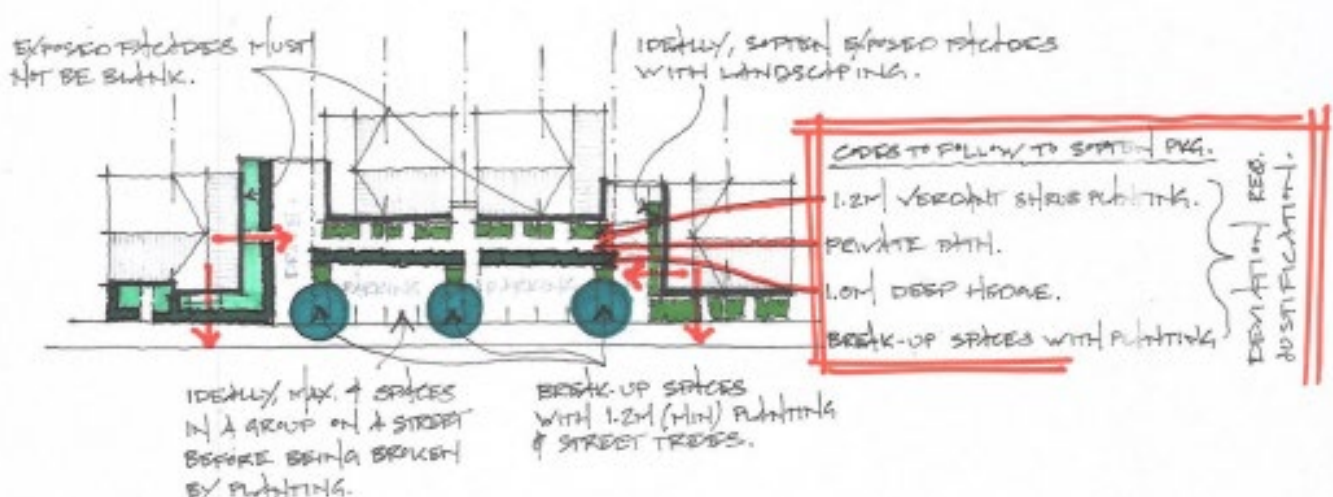 EXPOSED FACADES MUST
NOT BE BLANK.
IDEALLY, SOFTEN EXPOSED FACADES
WITH LANDSCAPING.
CODES TO FOLLOW TO SOFTEN PKG.
1.2M VERDANT SHRUB PLANTING.
PRIVATE PATH.
1.0M DEEP HEDGE.
BREAK-UP SPACES WITH PLANTING
DEVIATION REQ.
JUSTIFICATION.
PARKING
IDEALLY, MAX. 4 SPACES
IN A GROUP ON A STREET
BEFORE BEING BROKEN
BY PLANTING.
BREAK-UP SPACES
WITH 1.2M (MIN) PLANTING
& STREET TREES.